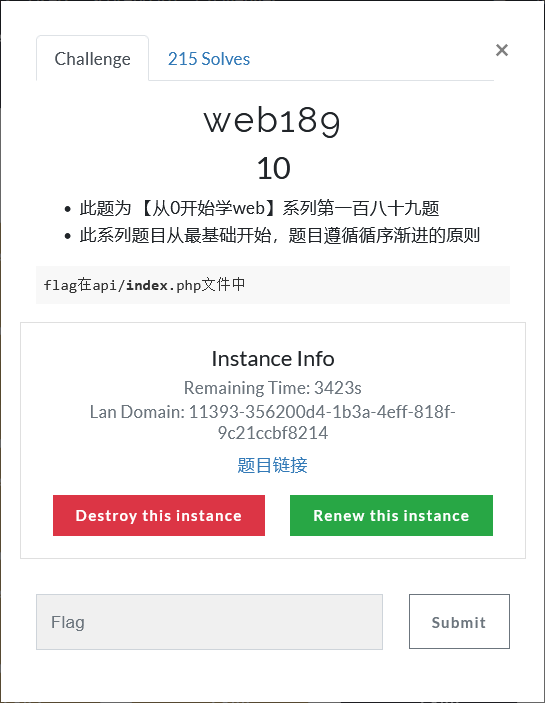 Challenge
215 Solves
×
web189
10
此题为 【从0开始学web】系列第一百八十九题
此系列题目从最基础开始，题目遵循循序渐进的原则
flag在api/index.php文件中
Instance Info
Remaining Time: 3423s
Lan Domain: 11393-356200d4-1b3a-4eff-818f-
9c21ccbf8214
题目链接
Destroy this instance
Renew this instance
Flag
Submit